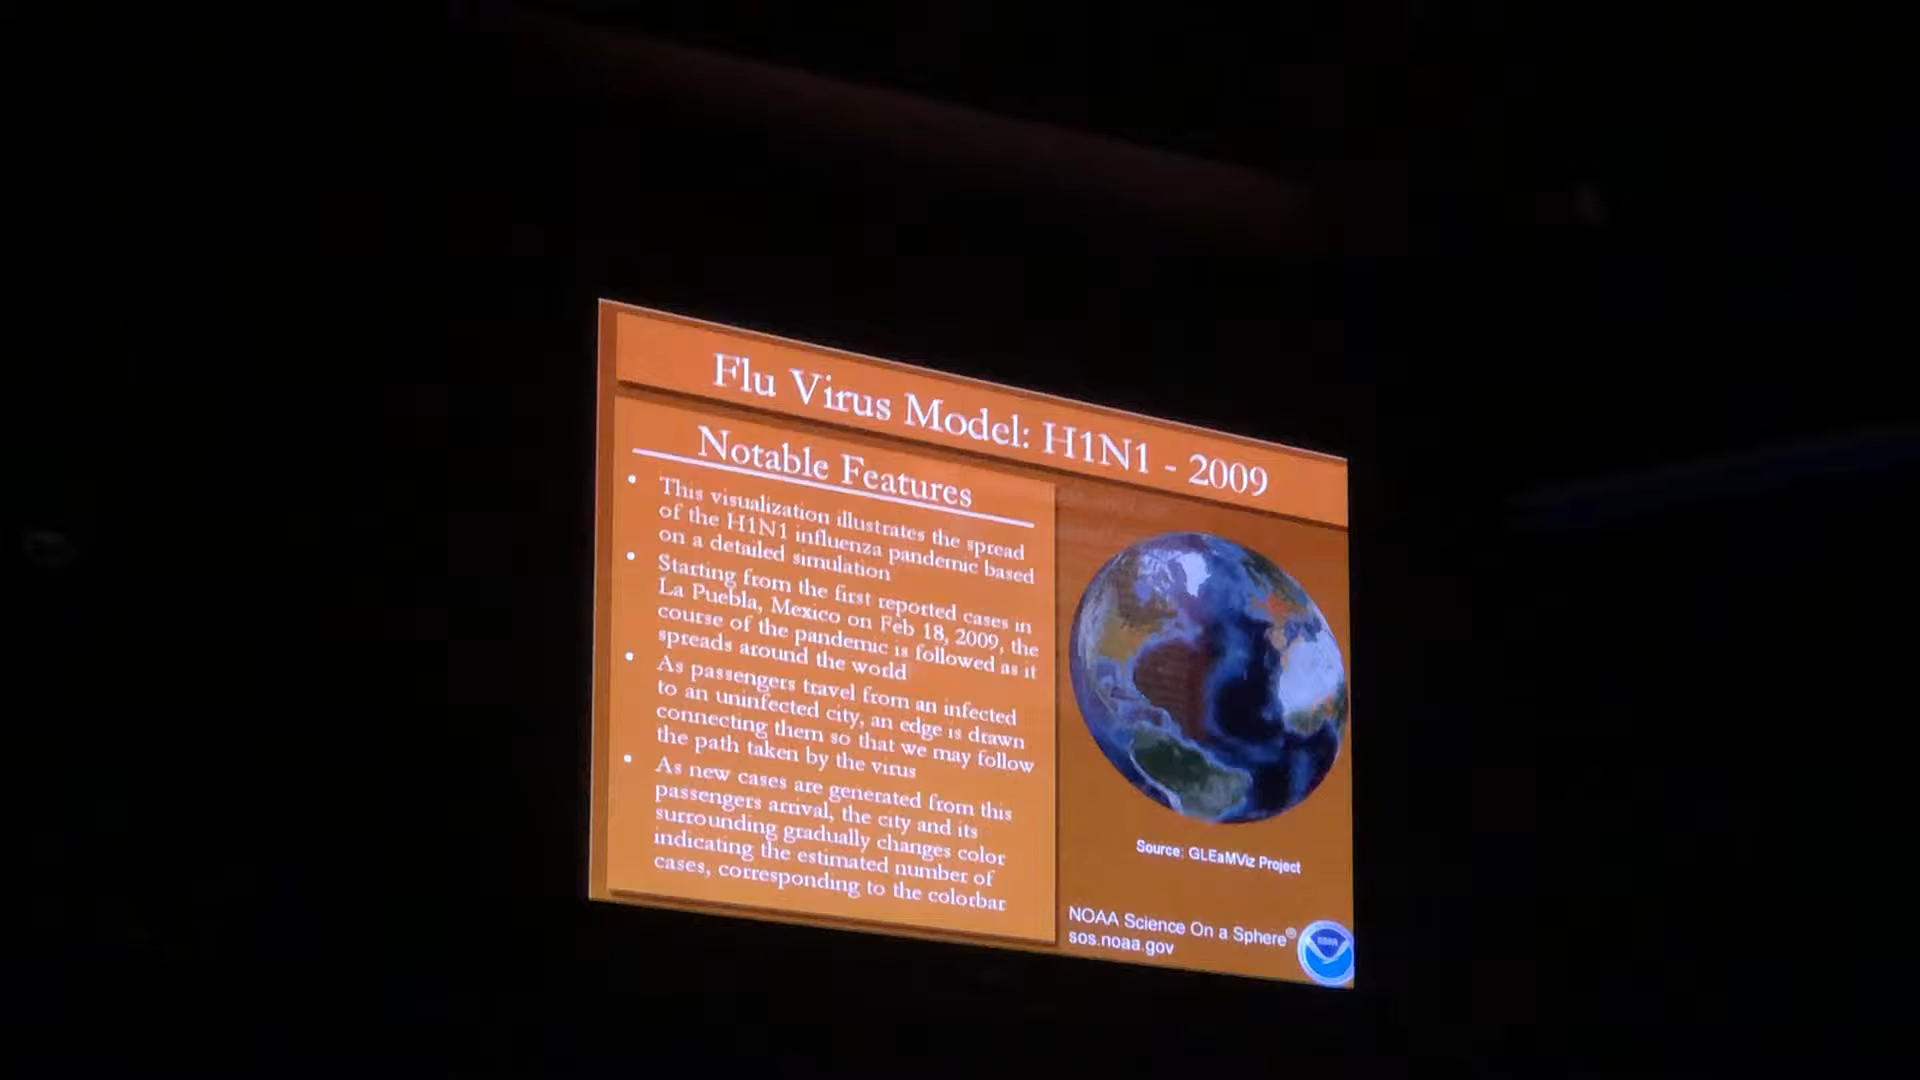 Flu Virus Model: H1N1 - 2009
Notable Features
• This visualization illustrates the spread
of the H1N1 influenza pandemic based
on a detailed simulation
• Starting from the first reported cases in
La Puebla, Mexico on Feb 18, 2009, the
course of the pandemic is followed as it
spreads around the world
• As passengers travel from an infected
to an uninfected city, an edge is drawn
connecting them so that we may follow
the path taken by the virus
• As new cases are generated from this
passengers arrival, the city and its
surrounding gradually changes color
indicating the estimated number of
cases, corresponding to the colorbar
Source: GLEaMViz Project
NOAA Science On a Sphere®
sos.noaa.gov
NOAA